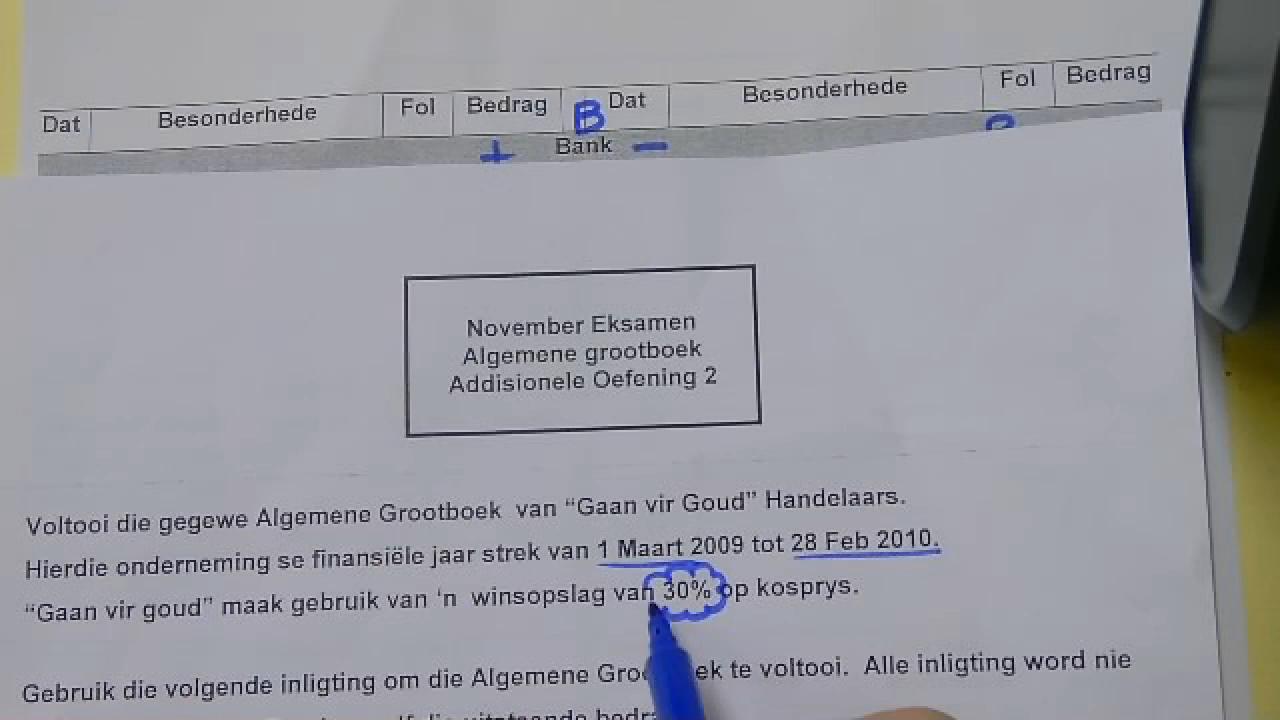 Dat Besonderhede Fol Bedrag B Dat Besonderhede Fol Bedrag
+ Bank −
November Eksamen
Algemene grootboek
Addisionele Oefening 2
Voltooi die gegewe Algemene Grootboek van “Gaan vir Goud” Handelaars.
Hierdie onderneming se finansiële jaar strek van 1 Maart 2009 tot 28 Feb 2010.
“Gaan vir goud” maak gebruik van ‘n winsopslag van 30% op kosprys.
Gebruik die volgende inligting om die Algemene te voltooi. Alle inligting word nie